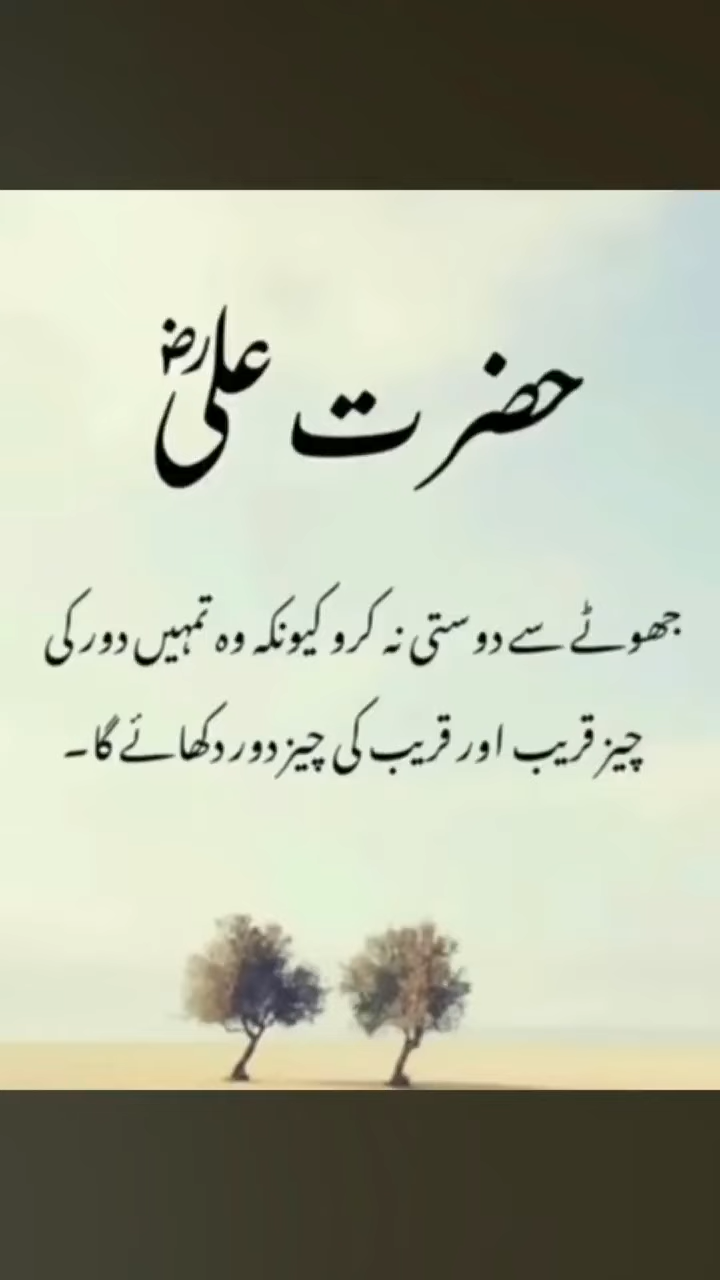 حضرت علیؓ
جھوٹے سے دوستی نہ کرو کیونکہ وہ تمہیں دور کی
چیز قریب اور قریب کی چیز دور دکھائے گا۔